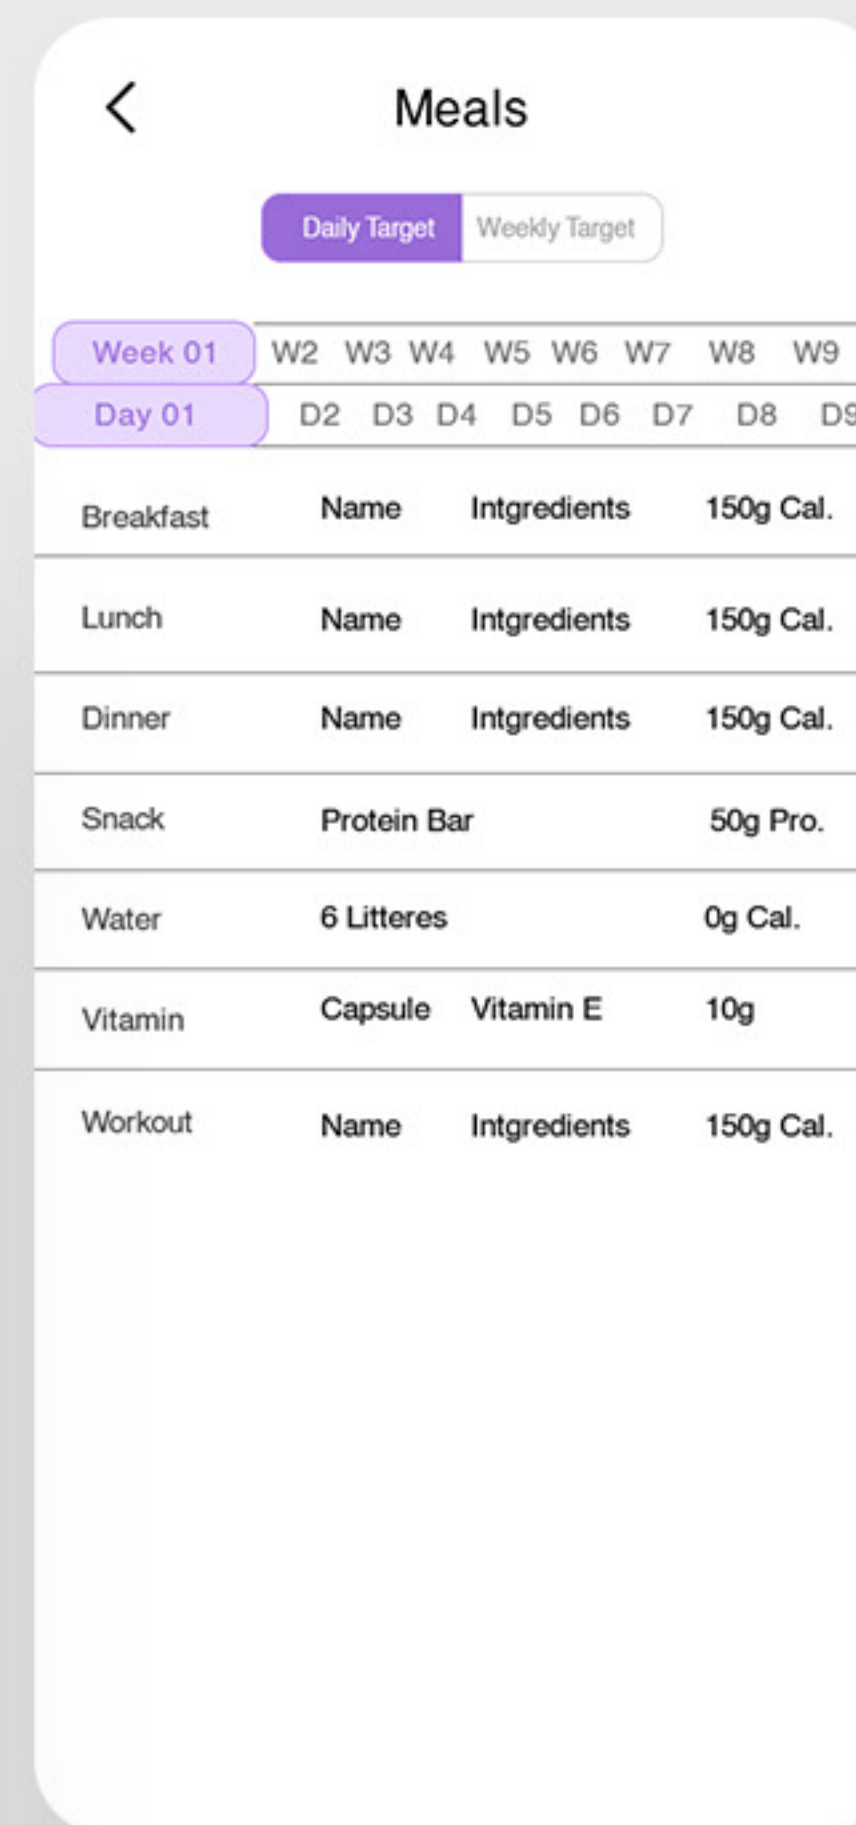 Meals
Daily Target Weekly Target
Week 01 W2 W3 W4 W5 W6 W7 W8 W9
Day 01 D2 D3 D4 D5 D6 D7 D8 D9
Breakfast Name Intgredients 150g Cal.
Lunch Name Intgredients 150g Cal.
Dinner Name Intgredients 150g Cal.
Snack Protein Bar 50g Pro.
Water 6 Litteres 0g Cal.
Vitamin Capsule Vitamin E 10g
Workout Name Intgredients 150g Cal.